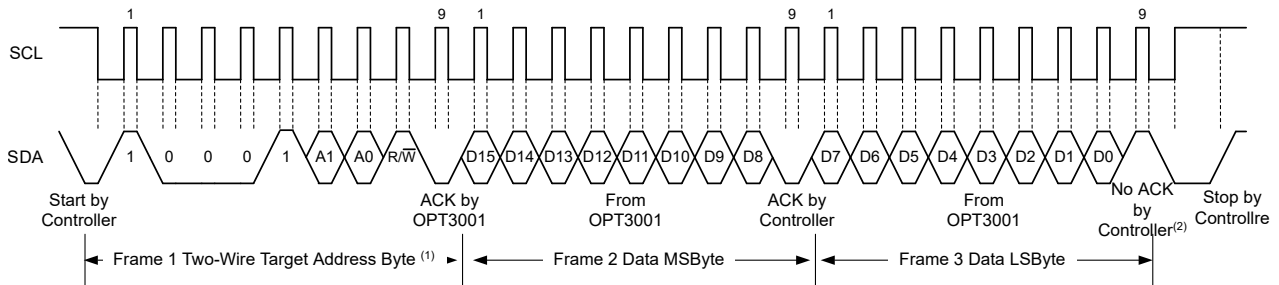 1 9 1 9 1 9
SCL
SDA
1 0 0 0 1 A1 A0 R/W̅ D15 D14 D13 D12 D11 D10 D9 D8 D7 D6 D5 D4 D3 D2 D1 D0
Start by
Controller
ACK by
OPT3001
From
OPT3001
ACK by
Controller
From
OPT3001
No ACK
by
Controller(2)
Stop by
Controllre
Frame 1 Two-Wire Target Address Byte (1)
Frame 2 Data MSByte
Frame 3 Data LSByte